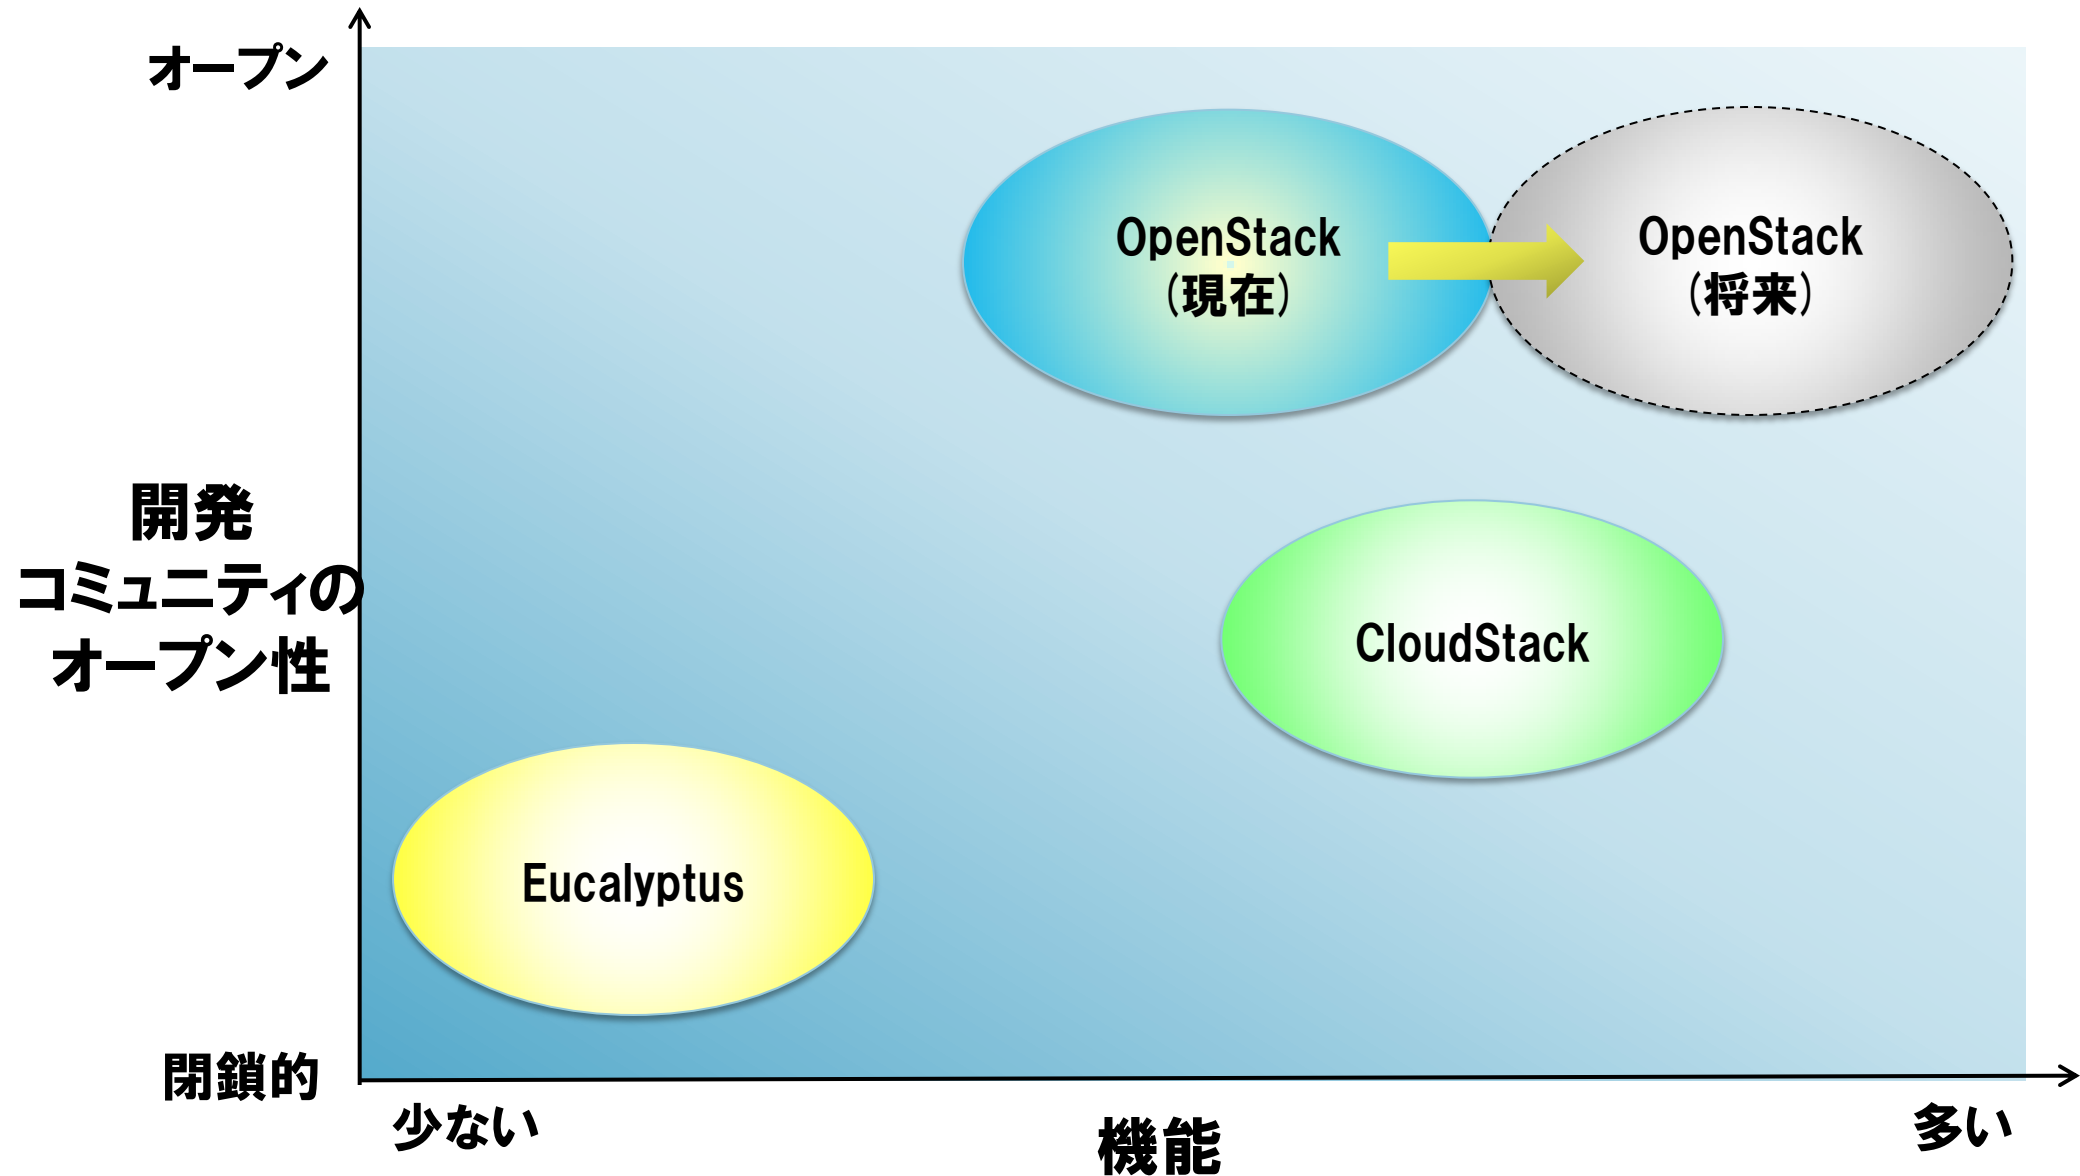 オープン
OpenStack
(現在)
OpenStack
(将来)
開発
コミュニティの
オープン性
CloudStack
Eucalyptus
閉鎖的
少ない
機能
多い